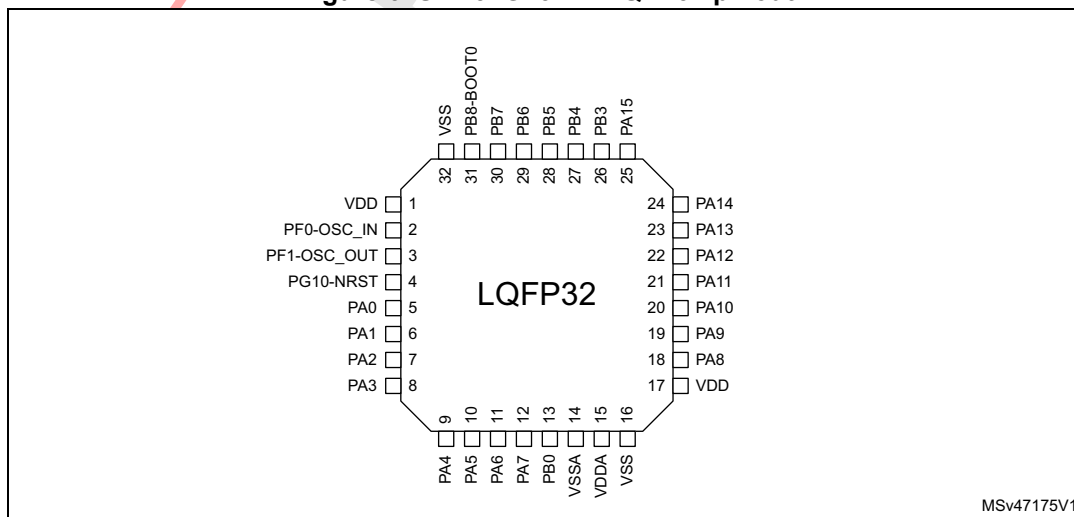 VSS
PB8-BOOT0
PB7
PB6
PB5
PB4
PB3
PA15
32
31
30
29
28
27
26
25
VDD 1
PF0-OSC_IN 2
PF1-OSC_OUT 3
PG10-NRST 4
PA0 5
PA1 6
PA2 7
PA3 8
LQFP32
24 PA14
23 PA13
22 PA12
21 PA11
20 PA10
19 PA9
18 PA8
17 VDD
9
10
11
12
13
14
15
16
PA4
PA5
PA6
PA7
PB0
VSSA
VDDA
VSS
MSv47175V1